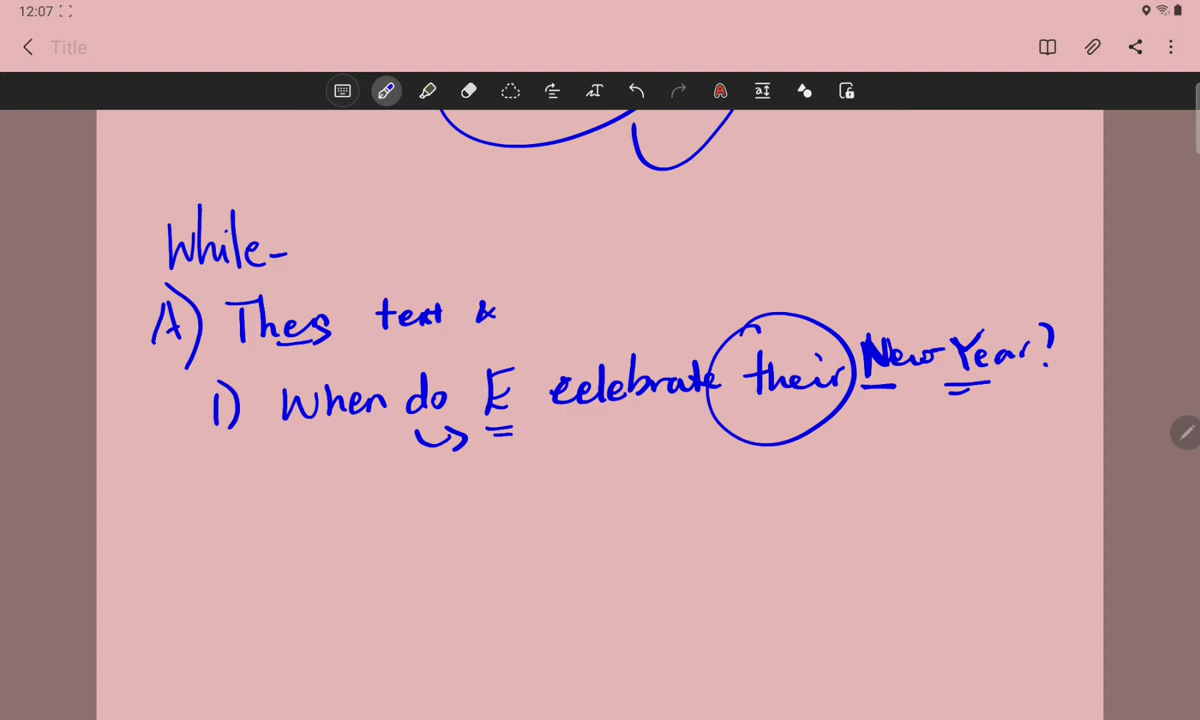 12:07
Title
While-
A) Thes text &
1) When do E celebrate their New Year?